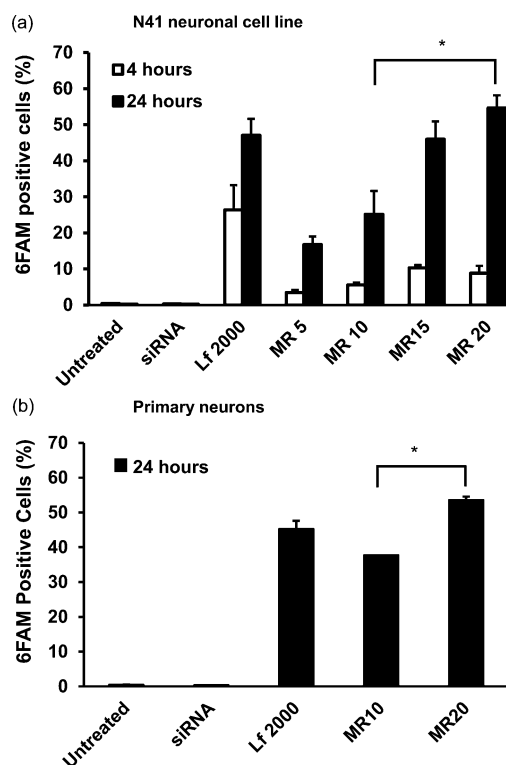 (a) N41 neuronal cell line
6FAM positive cells (%)
70
60
50
40
30
20
10
0
4 hours
24 hours
*
Untreated
siRNA
Lf 2000
MR 5
MR 10
MR15
MR 20
(b) Primary neurons
6FAM Positive Cells (%)
70
60
50
40
30
20
10
0
24 hours
*
Untreated
siRNA
Lf 2000
MR10
MR20